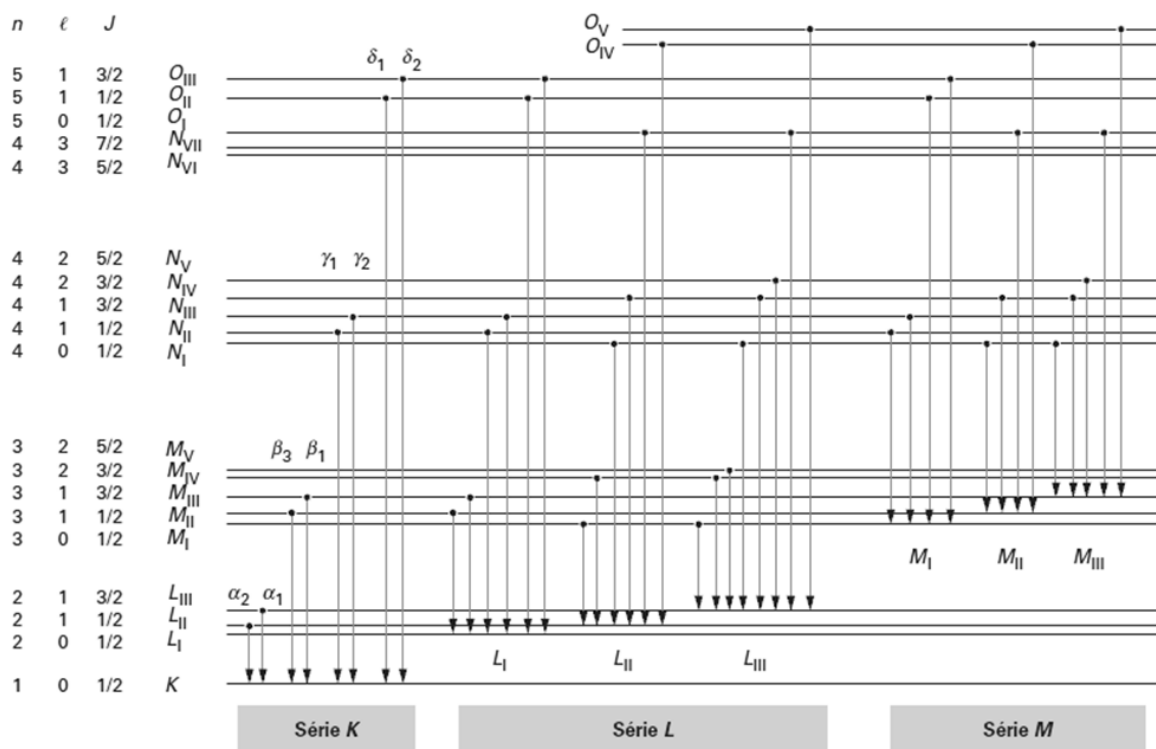 n ℓ J
O_V
O_IV
δ₁ δ₂
5 1 3/2 O_III
5 1 1/2 O_II
5 0 1/2 O_I
4 3 7/2 N_VII
4 3 5/2 N_VI
4 2 5/2 N_V
γ₁ γ₂
4 2 3/2 N_IV
4 1 3/2 N_III
4 1 1/2 N_II
4 0 1/2 N_I
3 2 5/2 M_V
β₃ β₁
3 2 3/2 M_IV
3 1 3/2 M_III
3 1 1/2 M_II
3 0 1/2 M_I
M_I M_II M_III
2 1 3/2 L_III
α₂ α₁
2 1 1/2 L_II
2 0 1/2 L_I
L_I L_II L_III
1 0 1/2 K
Série K Série L Série M